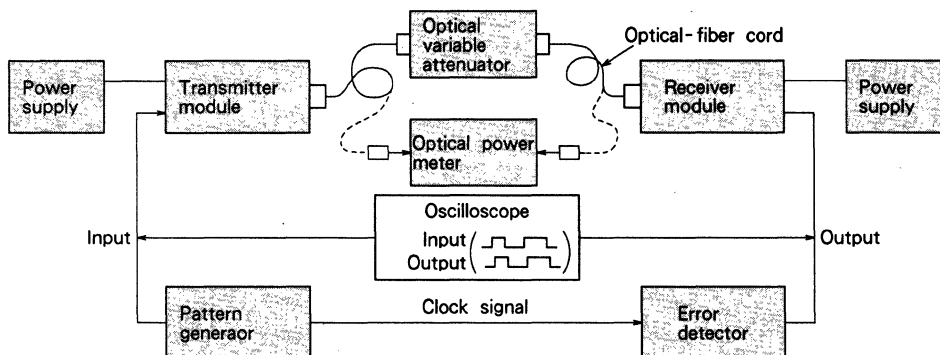 Optical
variable
attenuator
Optical-fiber cord
Power
supply
Transmitter
module
Receiver
module
Power
supply
Optical power
meter
Oscilloscope
Input
Output
Input
Output
Clock signal
Pattern
generaor
Error
detector